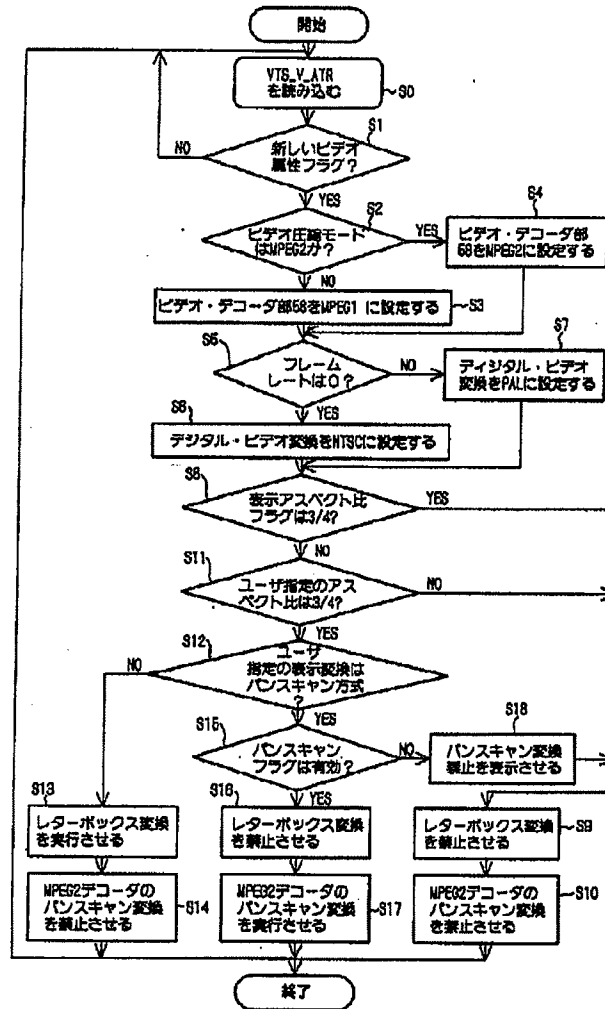 開始
VTS_V_ATR
を読み込む
S0
S1
新しいビデオ
属性フラグ?
NO
YES
S2
ビデオ圧縮モード
はMPEG2か?
YES
S4
ビデオ・デコーダ部
58をMPEG2に設定する
NO
ビデオ・デコーダ部58をMPEG1 に設定する
S3
S5
フレーム
レートは0?
NO
S7
ディジタル・ビデオ
変換をPALに設定する
S6
YES
デジタル・ビデオ変換をNTSCに設定する
S8
表示アスペクト比
フラグは3/4?
YES
NO
S11
ユーザ指定のアス
ペクト比は3/4?
NO
YES
S12
ユーザ
指定の表示変換は
パンスキャン方式
?
NO
YES
S15
パンスキャン
フラグは有効?
NO
S18
パンスキャン変換
禁止を表示させる
S13
レターボックス変換
を実行させる
S16
YES
レターボックス変換
を禁止させる
レターボックス変換
を禁止させる
S9
MPEG2デコーダの
パンスキャン変換
を禁止させる
S14
MPEG2デコーダの
パンスキャン変換
を実行させる
S17
MPEG2デコーダの
パンスキャン変換
を禁止させる
S10
終了